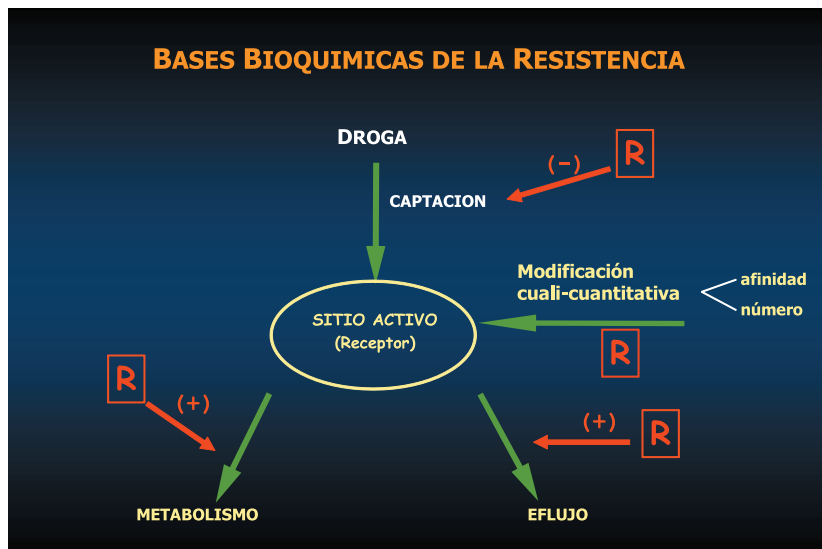 BASES BIOQUIMICAS DE LA RESISTENCIA
DROGA
(-)
R
CAPTACION
Modificación
cuali-cuantitativa
afinidad
número
SITIO ACTIVO
(Receptor)
R
R
(+)
(+)
R
METABOLISMO
EFLUJO